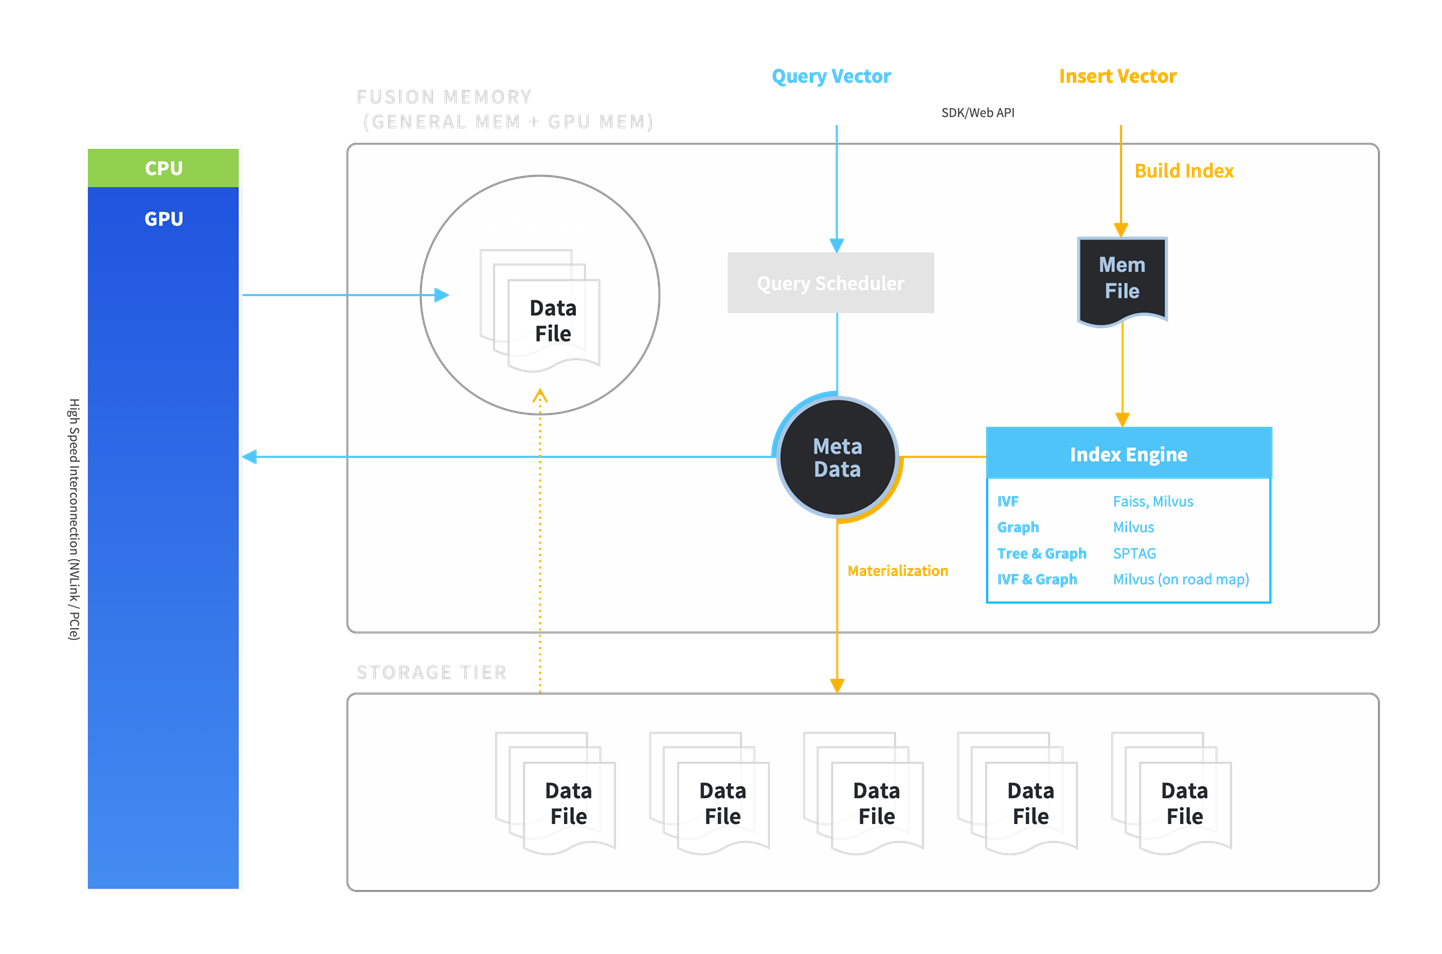 Query Vector
Insert Vector
SDK/Web API
FUSION MEMORY
(GENERAL MEM + GPU MEM)
CPU
GPU
High Speed Interconnection (NVLink / PCIe)
Build Index
Data
File
Query Scheduler
Mem
File
Meta
Data
Index Engine
IVF Faiss, Milvus
Graph Milvus
Tree & Graph SPTAG
IVF & Graph Milvus (on road map)
Materialization
STORAGE TIER
Data
File
Data
File
Data
File
Data
File
Data
File